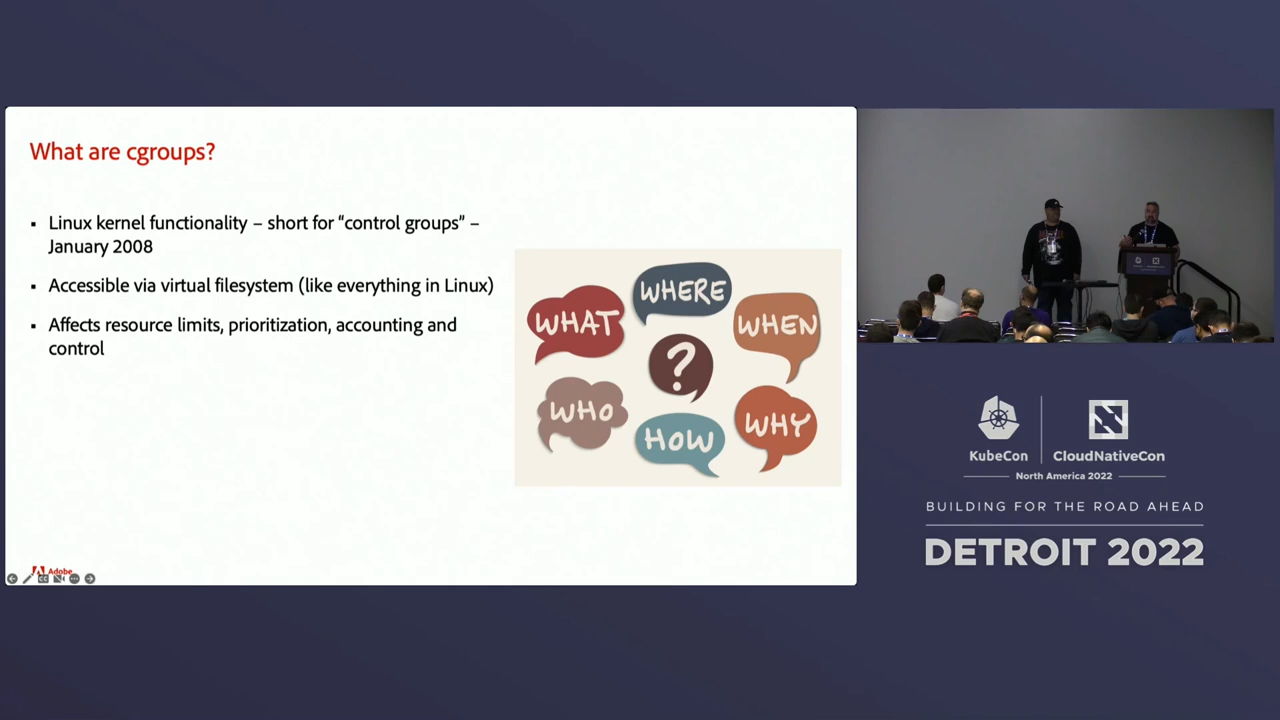 What are cgroups?
▪ Linux kernel functionality – short for “control groups” –
January 2008
▪ Accessible via virtual filesystem (like everything in Linux)
▪ Affects resource limits, prioritization, accounting and
control
WHAT
WHERE
WHEN
?
WHO
HOW
WHY
Adobe
KubeCon
CloudNativeCon
North America 2022
BUILDING FOR THE ROAD AHEAD
DETROIT 2022